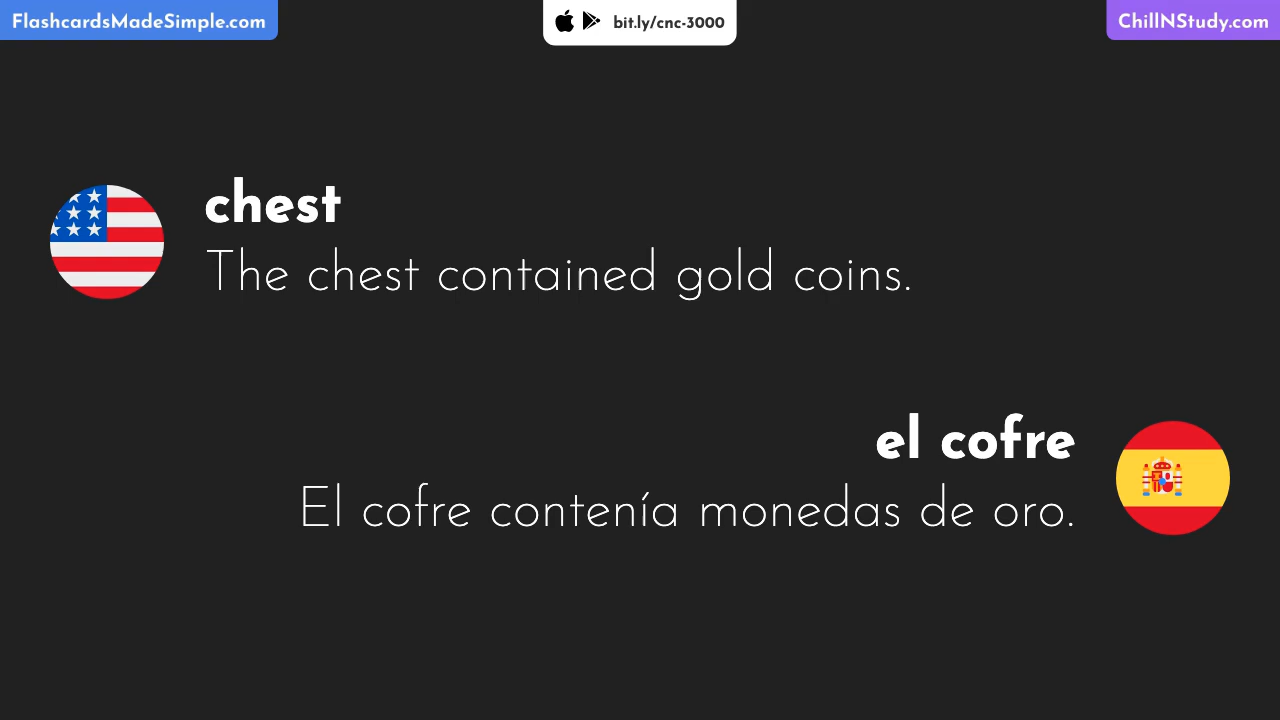 FlashcardsMadeSimple.com
bit.ly/cnc-3000
ChillNStudy.com
chest
The chest contained gold coins.
el cofre
El cofre contenía monedas de oro.